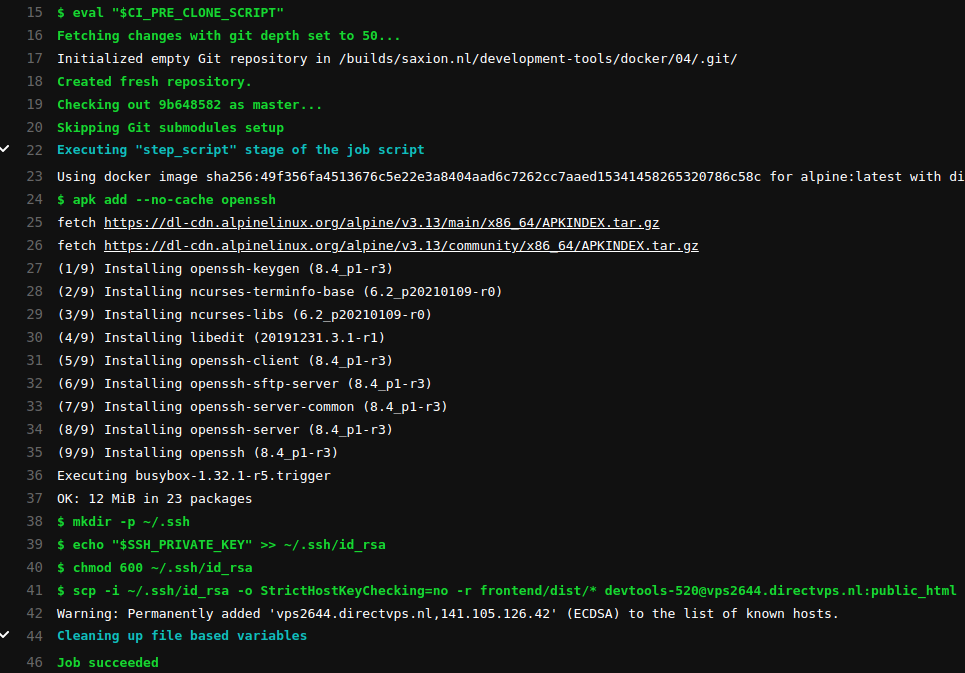 15 $ eval "$CI_PRE_CLONE_SCRIPT"
16 Fetching changes with git depth set to 50...
17 Initialized empty Git repository in /builds/saxion.nl/development-tools/docker/04/.git/
18 Created fresh repository.
19 Checking out 9b648582 as master...
20 Skipping Git submodules setup
22 Executing "step_script" stage of the job script
23 Using docker image sha256:49f356fa4513676c5e22e3a8404aad6c7262cc7aaed15341458265320786c58c for alpine:latest with di
24 $ apk add --no-cache openssh
25 fetch https://dl-cdn.alpinelinux.org/alpine/v3.13/main/x86_64/APKINDEX.tar.gz
26 fetch https://dl-cdn.alpinelinux.org/alpine/v3.13/community/x86_64/APKINDEX.tar.gz
27 (1/9) Installing openssh-keygen (8.4_p1-r3)
28 (2/9) Installing ncurses-terminfo-base (6.2_p20210109-r0)
29 (3/9) Installing ncurses-libs (6.2_p20210109-r0)
30 (4/9) Installing libedit (20191231.3.1-r1)
31 (5/9) Installing openssh-client (8.4_p1-r3)
32 (6/9) Installing openssh-sftp-server (8.4_p1-r3)
33 (7/9) Installing openssh-server-common (8.4_p1-r3)
34 (8/9) Installing openssh-server (8.4_p1-r3)
35 (9/9) Installing openssh (8.4_p1-r3)
36 Executing busybox-1.32.1-r5.trigger
37 OK: 12 MiB in 23 packages
38 $ mkdir -p ~/.ssh
39 $ echo "$SSH_PRIVATE_KEY" >> ~/.ssh/id_rsa
40 $ chmod 600 ~/.ssh/id_rsa
41 $ scp -i ~/.ssh/id_rsa -o StrictHostKeyChecking=no -r frontend/dist/* devtools-520@vps2644.directvps.nl:public_html
42 Warning: Permanently added 'vps2644.directvps.nl,141.105.126.42' (ECDSA) to the list of known hosts.
44 Cleaning up file based variables
46 Job succeeded